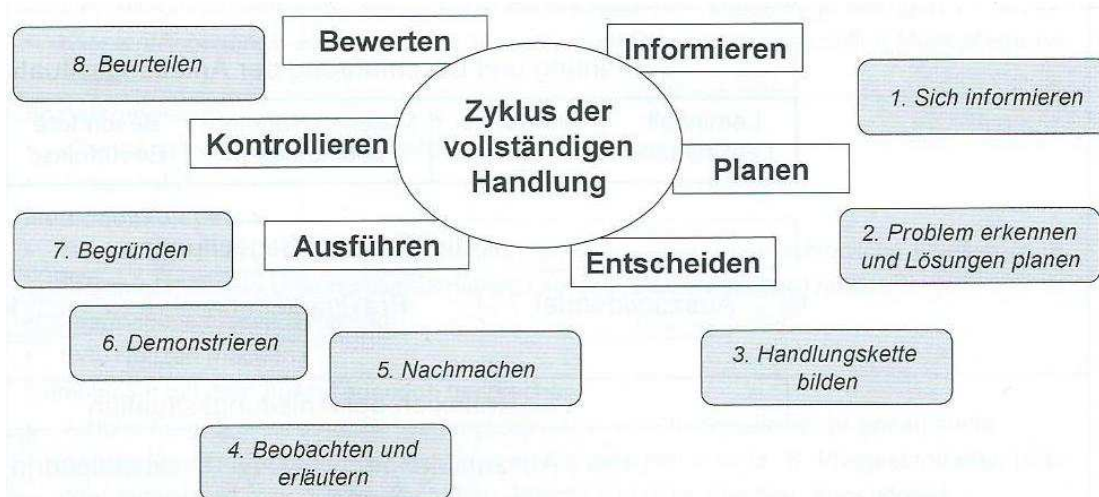 Bewerten
Informieren
8. Beurteilen
Zyklus der
vollständigen
Handlung
1. Sich informieren
Kontrollieren
Planen
7. Begründen
Ausführen
Entscheiden
2. Problem erkennen
und Lösungen planen
6. Demonstrieren
5. Nachmachen
3. Handlungskette
bilden
4. Beobachten und
erläutern